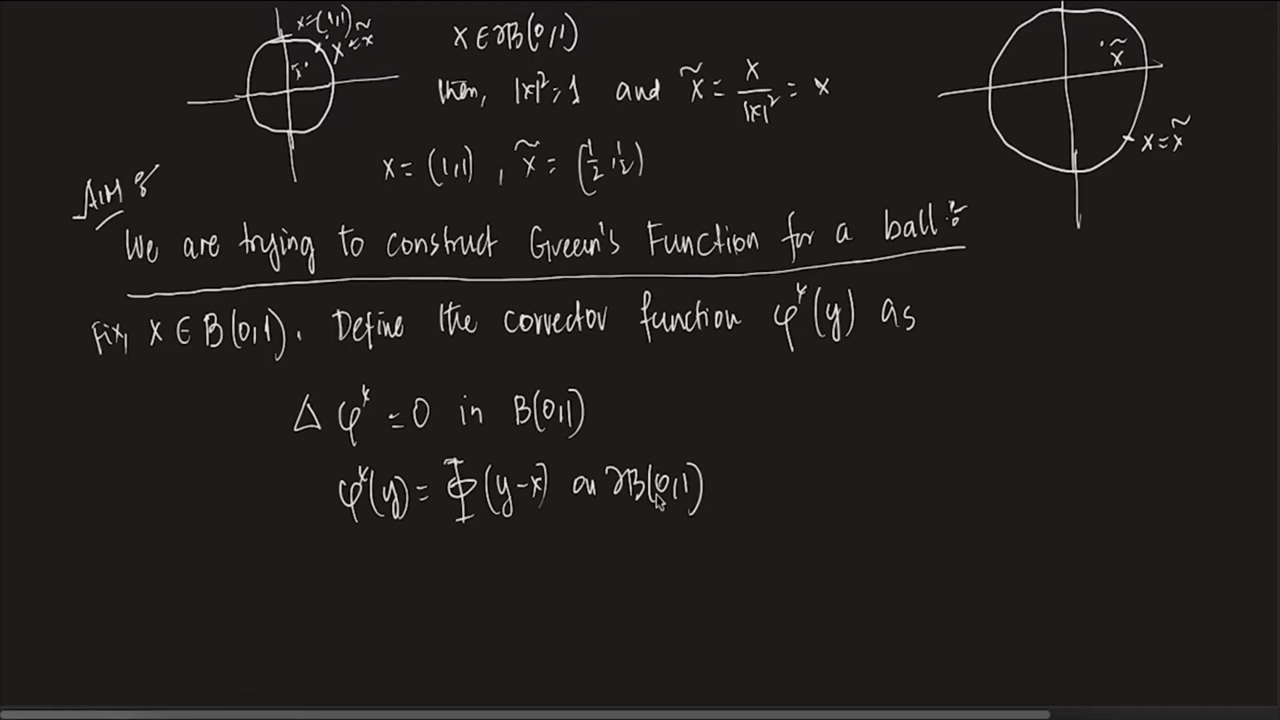 x=(1,1)
x=x̃
x̃
x ∈ ∂B(0,1)
then, |x|²=1 and x̃ = x/|x|² = x
x̃
x=x̃
x = (1,1) , x̃ = (1/2, 1/2)
AIM :
We are trying to construct Green's Function for a ball :
Fix, x ∈ B(0,1). Define the corrector function φˣ(y) as
Δ φˣ = 0 in B(0,1)
φˣ(y) = Φ(y-x) on ∂B(0,1)